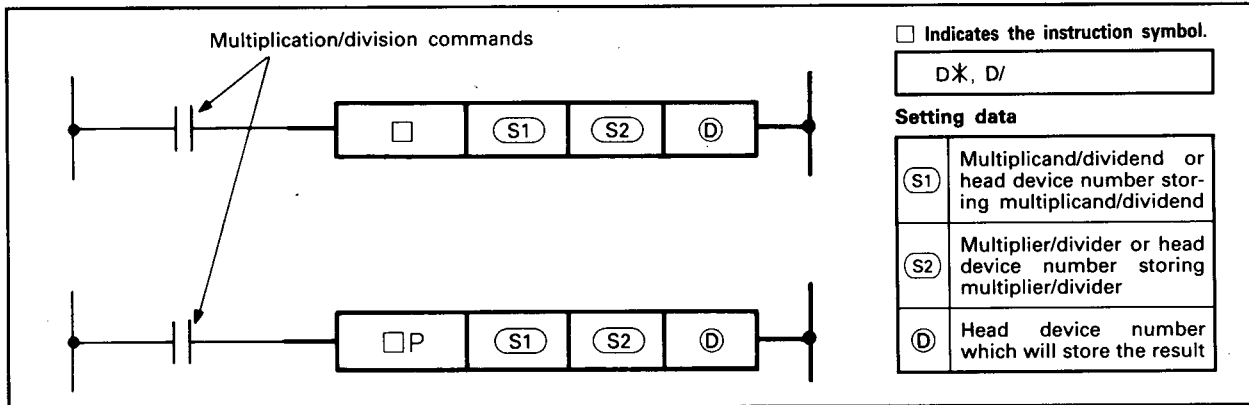 Multiplication/division commands
□ S1 S2 D
□P S1 S2 D
□ Indicates the instruction symbol.
D✱, D/
Setting data
S1 Multiplicand/dividend or
head device number stor-
ing multiplicand/dividend
S2 Multiplier/divider or head
device number storing
multiplier/divider
D Head device number
which will store the result